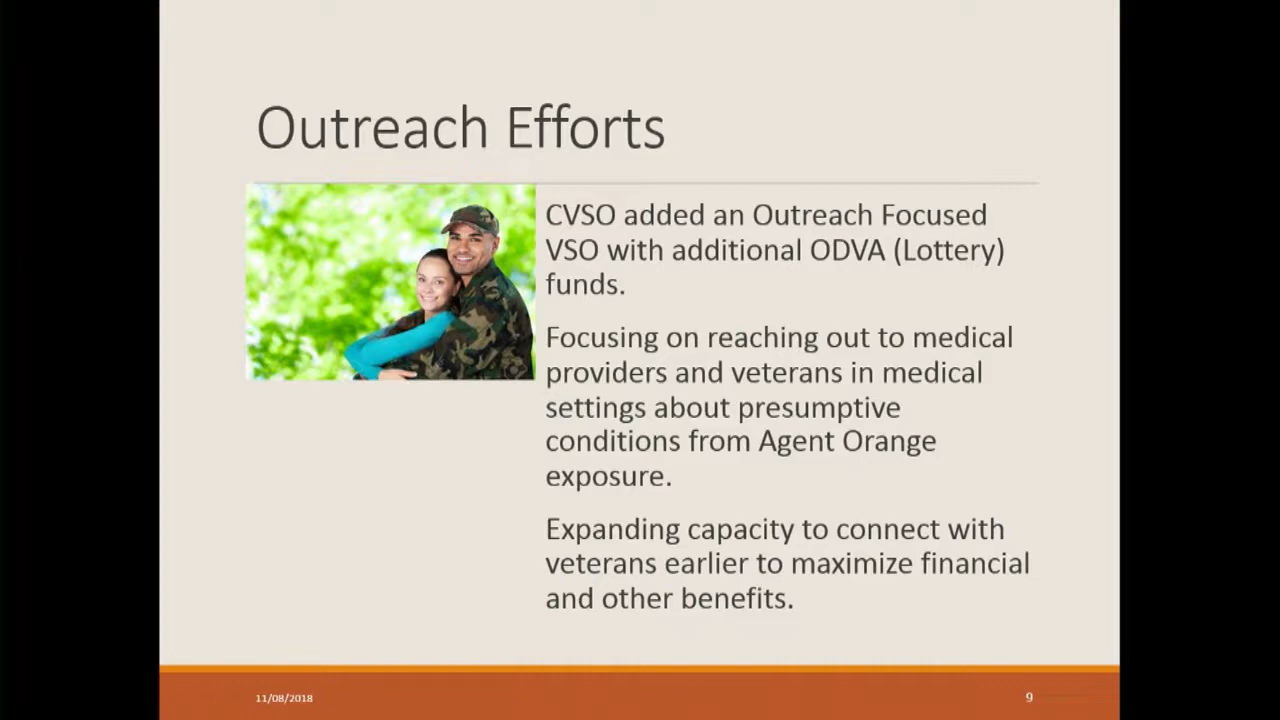 Outreach Efforts
CVSO added an Outreach Focused
VSO with additional ODVA (Lottery)
funds.
Focusing on reaching out to medical
providers and veterans in medical
settings about presumptive
conditions from Agent Orange
exposure.
Expanding capacity to connect with
veterans earlier to maximize financial
and other benefits.
11/08/2018
9